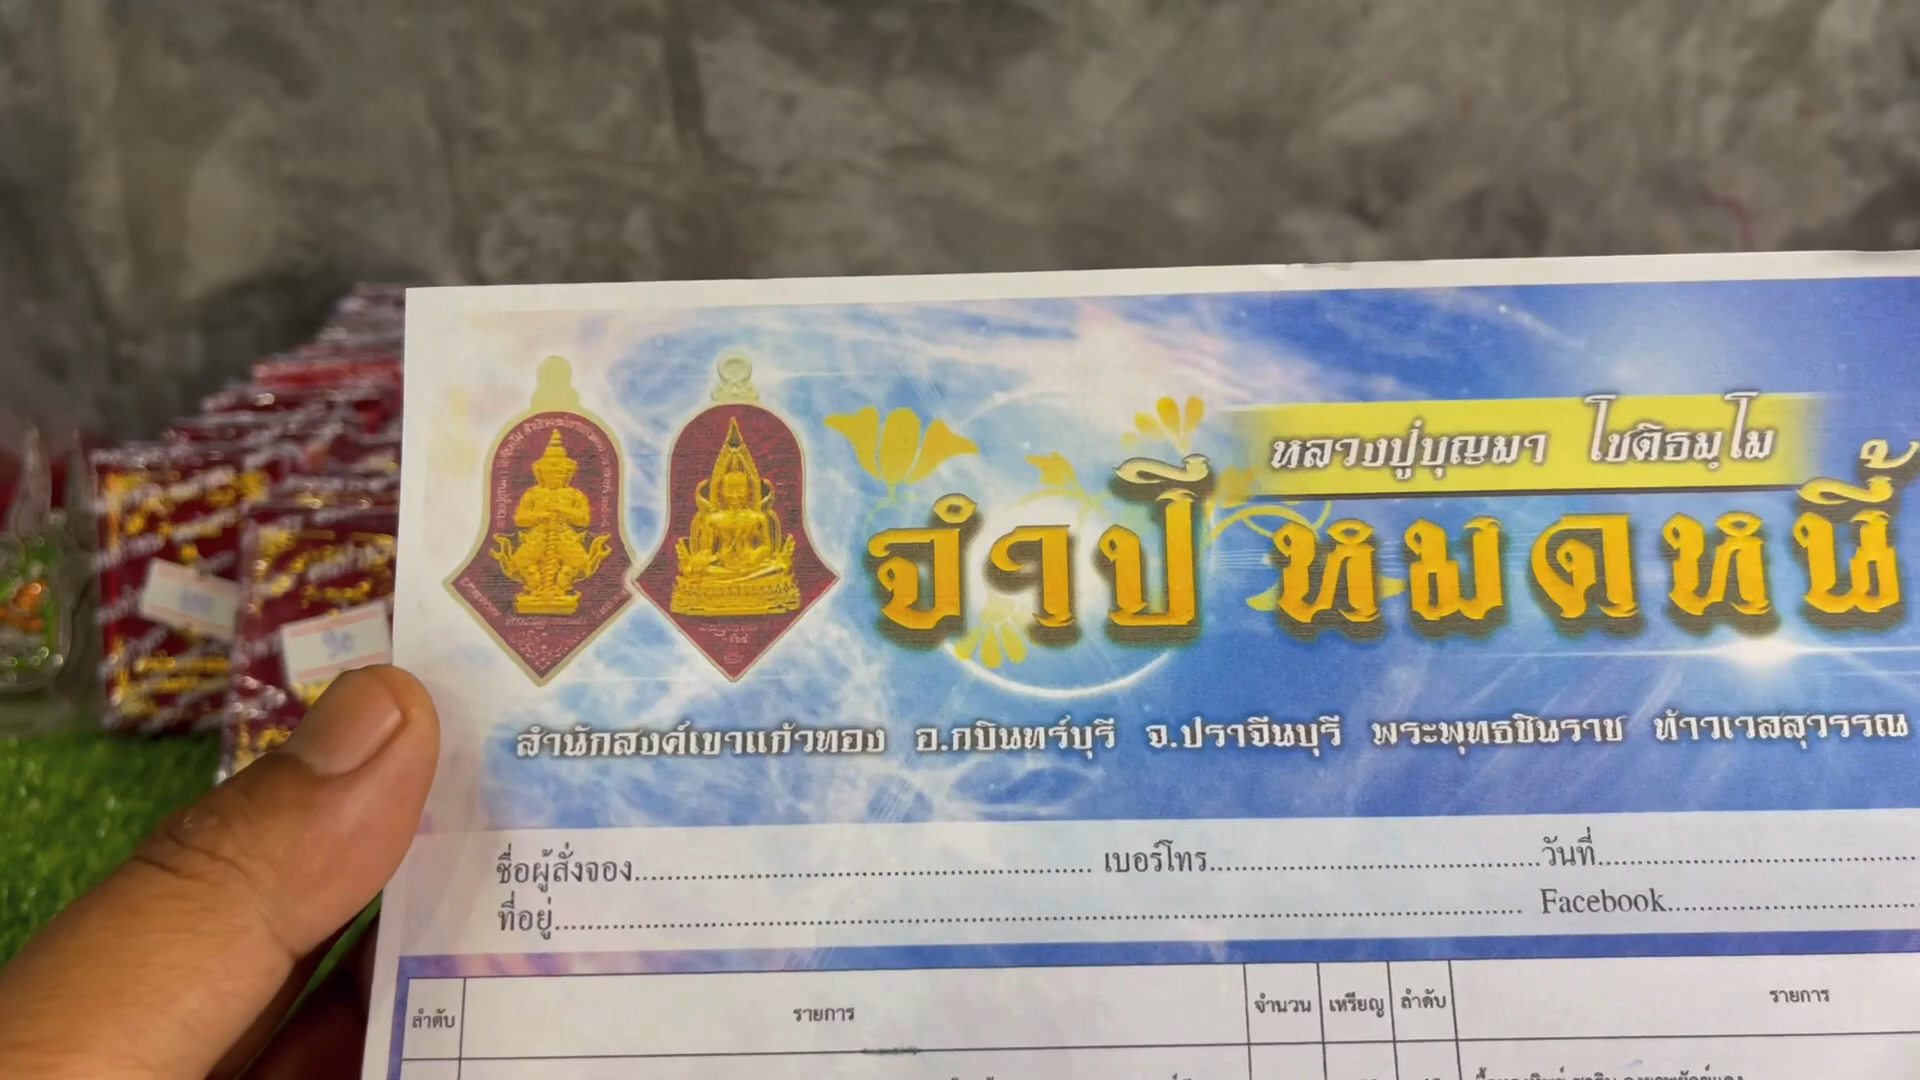 หลวงปู่บุญมา โชติธมฺโม
จำปี หมดหนี้
สำนักสงฆ์เขาแก้วทอง อ.กบินทร์บุรี จ.ปราจีนบุรี พระพุทธชินราช ท้าวเวสสุวรรณ
ชื่อผู้สั่งจอง เบอร์โทร วันที่
ที่อยู่ Facebook
ลำดับ รายการ จำนวน เหรียญ ลำดับ รายการ